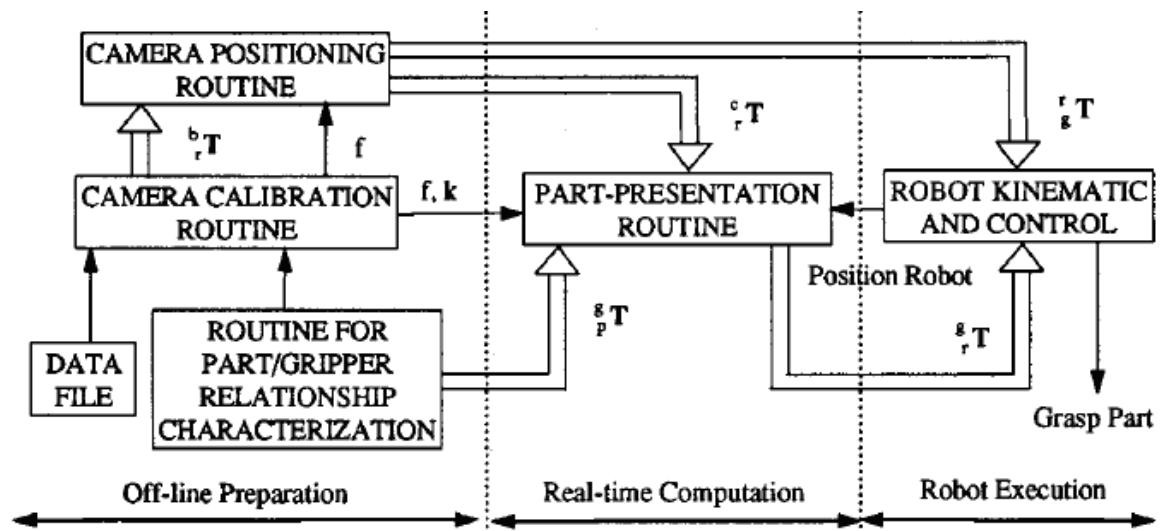 CAMERA POSITIONING
ROUTINE
b
r T
f
c
r T
r
g T
CAMERA CALIBRATION
ROUTINE
f, k
PART-PRESENTATION
ROUTINE
ROBOT KINEMATIC
AND CONTROL
Position Robot
DATA
FILE
ROUTINE FOR
PART/GRIPPER
RELATIONSHIP
CHARACTERIZATION
g
p T
g
r T
Grasp Part
Off-line Preparation
Real-time Computation
Robot Execution